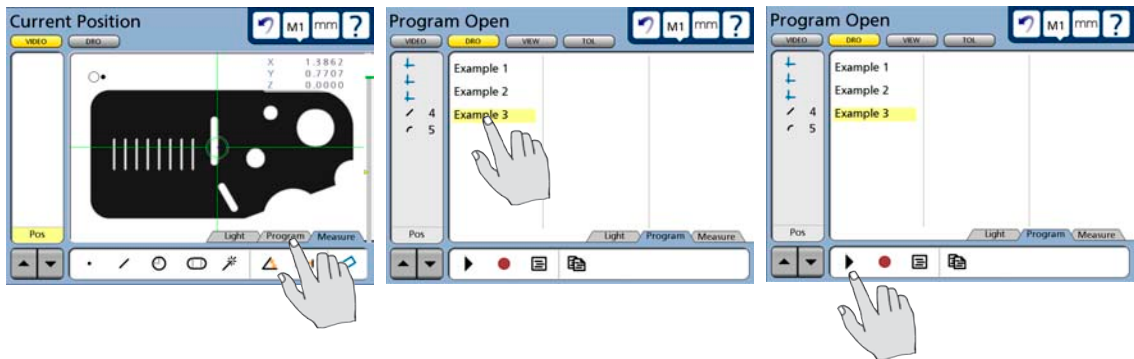 Current Position
M1 mm ?
VIDEO DRO
X 1.3862
Y 0.7707
Z 0.0000
Pos
Light Program Measure
Program Open
M1 mm ?
VIDEO DRO VIEW TOL
Example 1
Example 2
Example 3
4
5
Pos
Light Program Measure
Program Open
M1 mm ?
VIDEO DRO VIEW TOL
Example 1
Example 2
Example 3
4
5
Pos
Light Program Measure